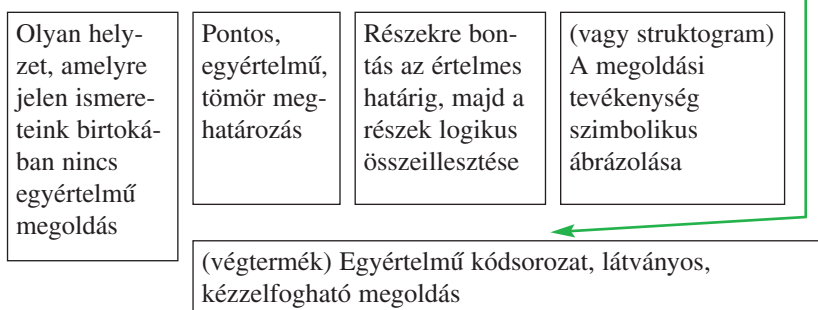 Olyan hely-
zet, amelyre
jelen ismere-
teink birtoká-
ban nincs
egyértelmű
megoldás
Pontos,
egyértelmű,
tömör meg-
határozás
Részekre bon-
tás az értelmes
határig, majd a
részek logikus
összeillesztése
(vagy struktogram)
A megoldási
tevékenység
szimbolikus
ábrázolása
(végtermék) Egyértelmű kódsorozat, látványos,
kézzelfogható megoldás